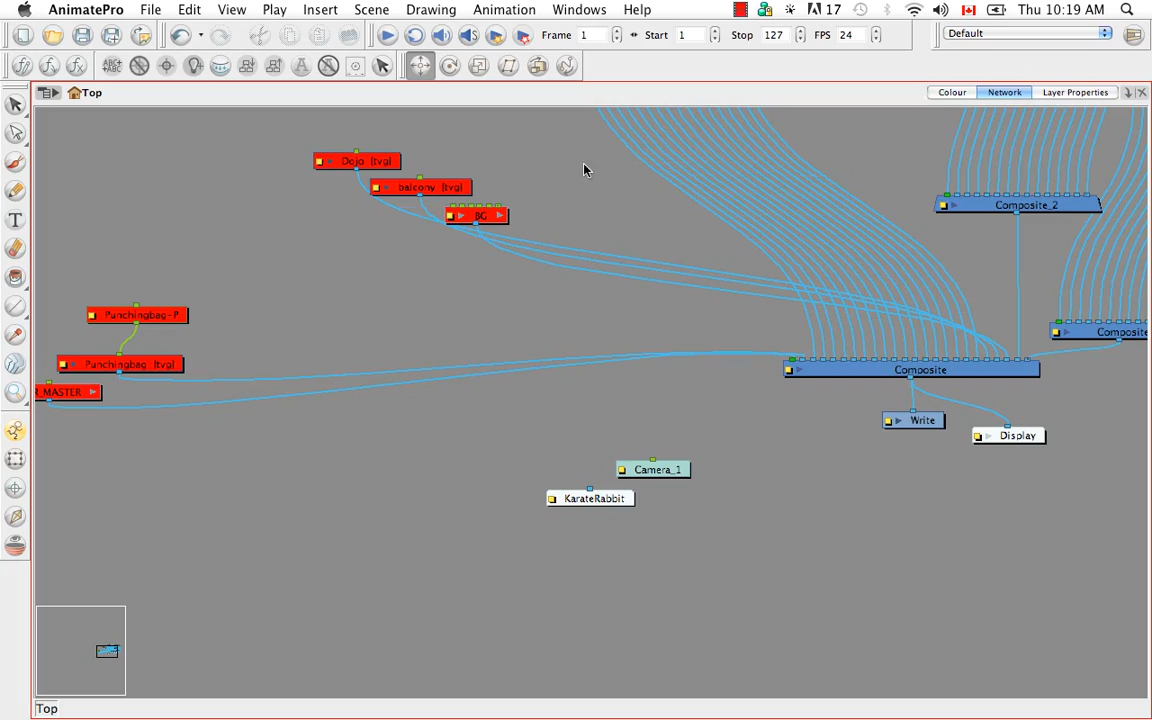 AnimatePro File Edit View Play Insert Scene Drawing Animation Windows Help 17 Thu 10:19 AM
Frame 1 Start 1 Stop 127 FPS 24 Default
Top Colour Network Layer Properties
Dojo (tvg)
balcony (tvg)
BG
Composite_2
Punchingbag-P
Composite
Punchingbag (tvg)
Composite
R_MASTER
Write
Display
Camera_1
KarateRabbit
Top